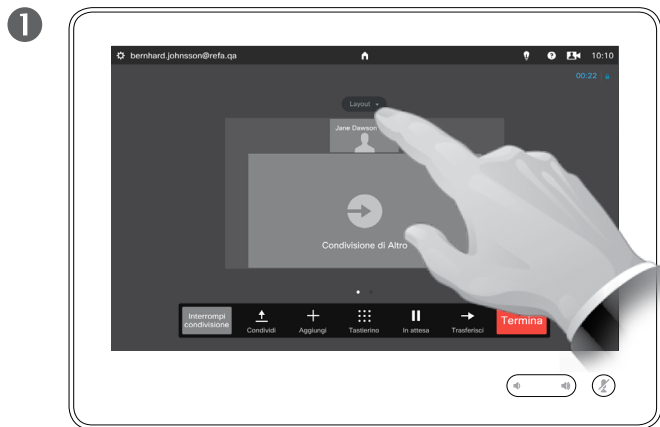 1
bernhard.johnsson@refa.qa
10:10
00:22
Layout
Jane Dawson
Condivisione di Altro
Interrompi
condivisione
Condividi
Aggiungi
Tastierino
In attesa
Trasferisci
Termina